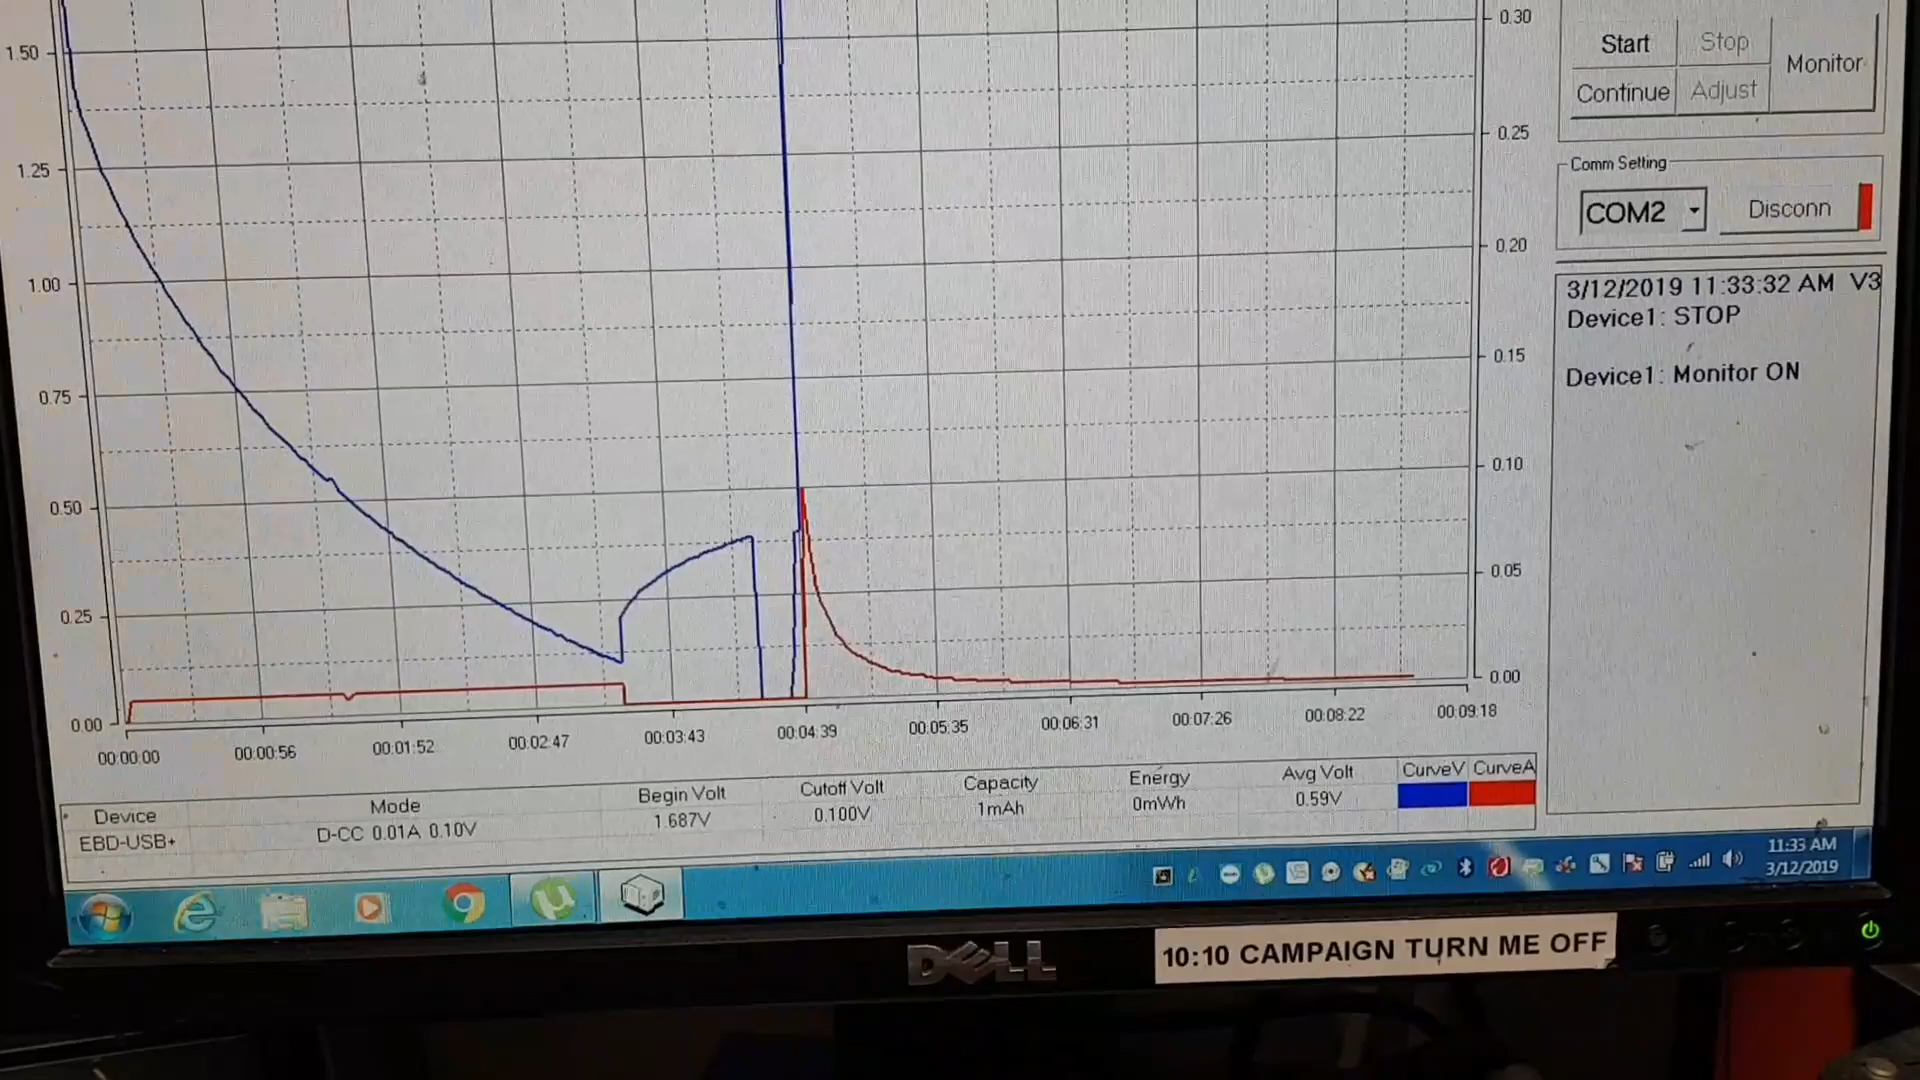 1.50
1.25
1.00
0.75
0.50
0.25
0.00
0.30
0.25
0.20
0.15
0.10
0.05
0.00
00:00:00
00:00:56
00:01:52
00:02:47
00:03:43
00:04:39
00:05:35
00:06:31
00:07:26
00:08:22
00:09:18
Start Stop
Monitor
Continue Adjust
Comm Setting
COM2 Disconn
3/12/2019 11:33:32 AM V3
Device1: STOP
Device1: Monitor ON
Device Mode Begin Volt Cutoff Volt Capacity Energy Avg Volt CurveV CurveA
EBD-USB+ D-CC 0.01A 0.10V 1.687V 0.100V 1mAh 0mWh 0.59V
11:33 AM
3/12/2019
DELL
10:10 CAMPAIGN TURN ME OFF